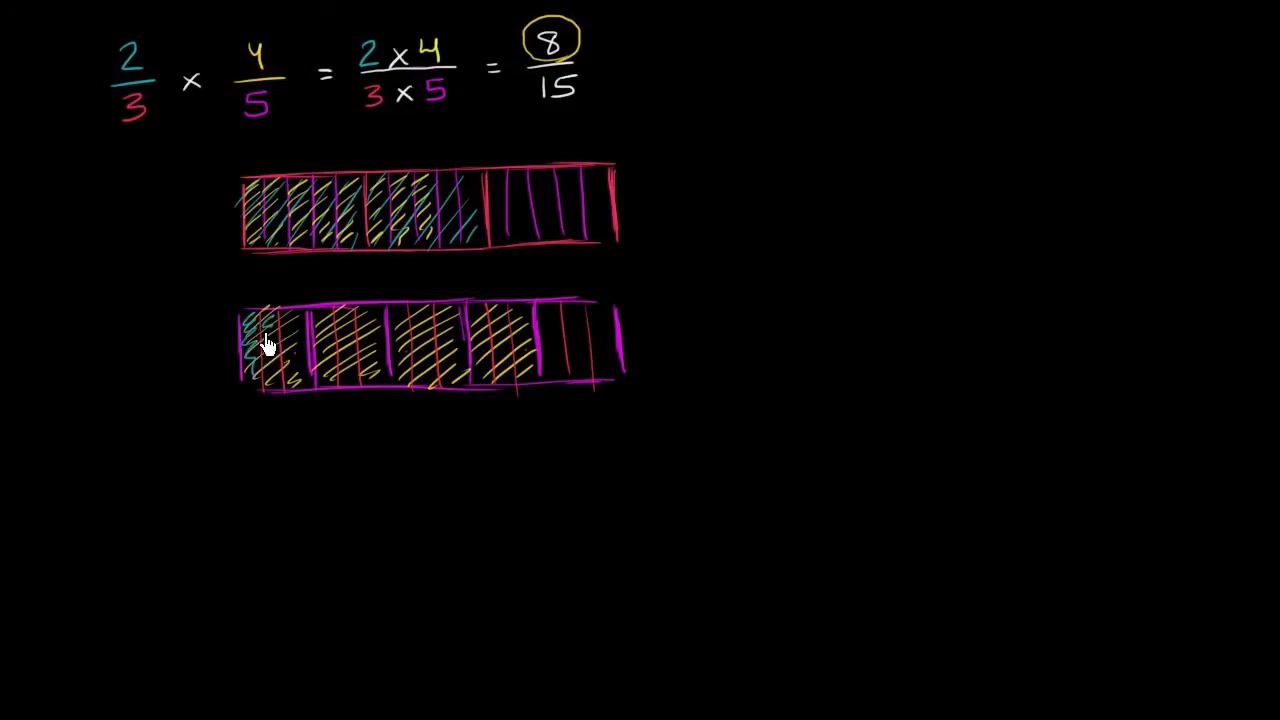 2/3 × 4/5 = 2 × 4 / 3 × 5 = 8/15